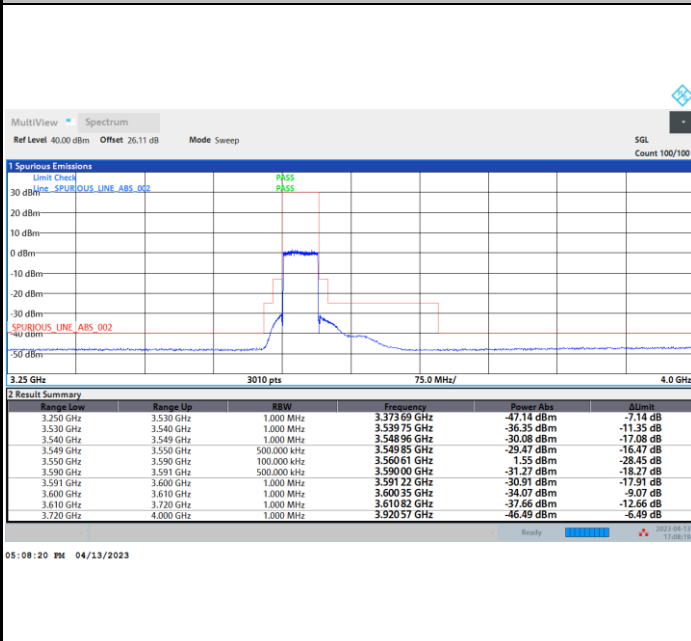 MultiView Spectrum
Ref Level 40.00 dBm Offset 26.11 dB Mode Sweep SGL
Count 100/100
1 Spurious Emissions
Limit Check PASS
Line _SPURIOUS_LINE_ABS_002 PASS
30 dBm
20 dBm
10 dBm
0 dBm
-10 dBm
-20 dBm
-30 dBm
SPURIOUS_LINE_ABS_002
-40 dBm
-50 dBm
3.25 GHz 3010 pts 75.0 MHz/ 4.0 GHz
2 Result Summary
Range Low Range Up RBW Frequency Power Abs ΔLimit
3.250 GHz 3.530 GHz 1.000 MHz 3.373 69 GHz -47.14 dBm -7.14 dB
3.530 GHz 3.540 GHz 1.000 MHz 3.539 75 GHz -36.35 dBm -11.35 dB
3.540 GHz 3.549 GHz 1.000 MHz 3.548 96 GHz -30.08 dBm -17.08 dB
3.549 GHz 3.550 GHz 500.000 kHz 3.549 85 GHz -29.47 dBm -16.47 dB
3.550 GHz 3.590 GHz 100.000 kHz 3.560 61 GHz 1.55 dBm -28.45 dB
3.590 GHz 3.591 GHz 500.000 kHz 3.590 00 GHz -31.27 dBm -18.27 dB
3.591 GHz 3.600 GHz 1.000 MHz 3.591 22 GHz -30.91 dBm -17.91 dB
3.600 GHz 3.610 GHz 1.000 MHz 3.600 35 GHz -34.07 dBm -9.07 dB
3.610 GHz 3.720 GHz 1.000 MHz 3.610 82 GHz -37.66 dBm -12.66 dB
3.720 GHz 4.000 GHz 1.000 MHz 3.920 57 GHz -46.49 dBm -6.49 dB
Ready 2023-04-13
17:08:19
05:08:20 PM 04/13/2023